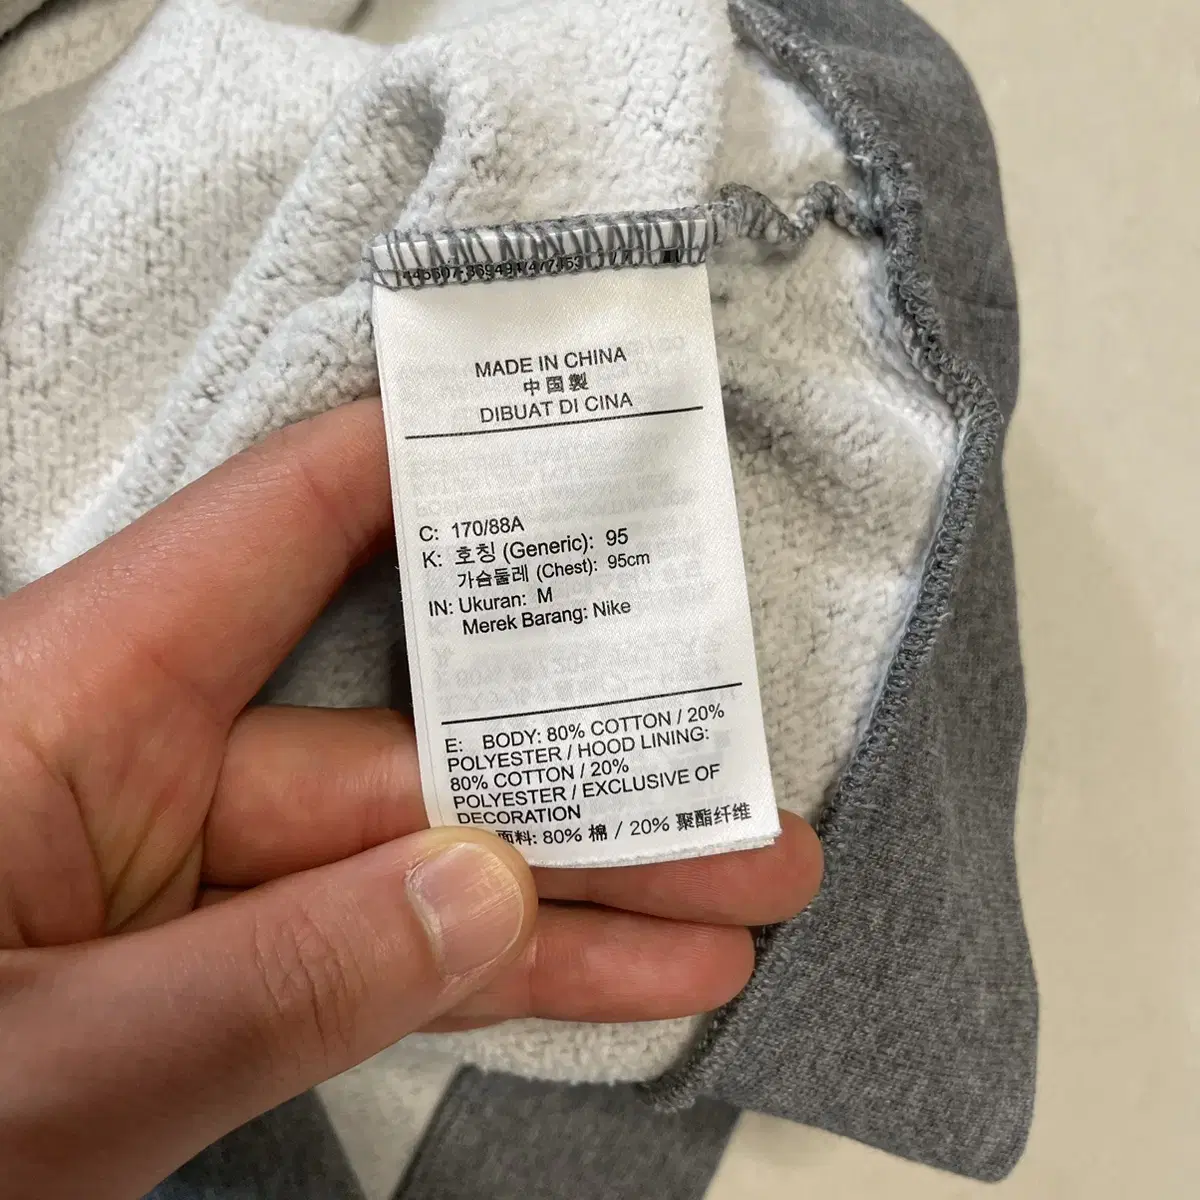 MADE IN CHINA
中国製
DIBUAT DI CINA
C: 170/88A
K: 호칭 (Generic): 95
가슴둘레 (Chest): 95cm
IN: Ukuran: M
Merek Barang: Nike
E: BODY: 80% COTTON / 20%
POLYESTER / HOOD LINING:
80% COTTON / 20%
POLYESTER / EXCLUSIVE OF
DECORATION
面料: 80% 棉 / 20% 聚酯纤维